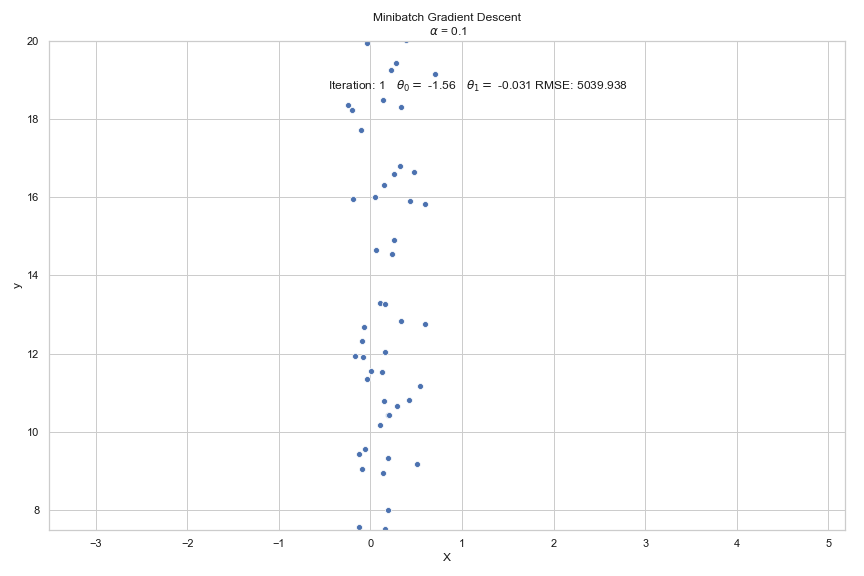 Minibatch Gradient Descent
α = 0.1
20
Iteration: 1 θ₀ = -1.56 θ₁ = -0.031 RMSE: 5039.938
18
16
14
y
12
10
8
−3 −2 −1 0 1 2 3 4 5
X